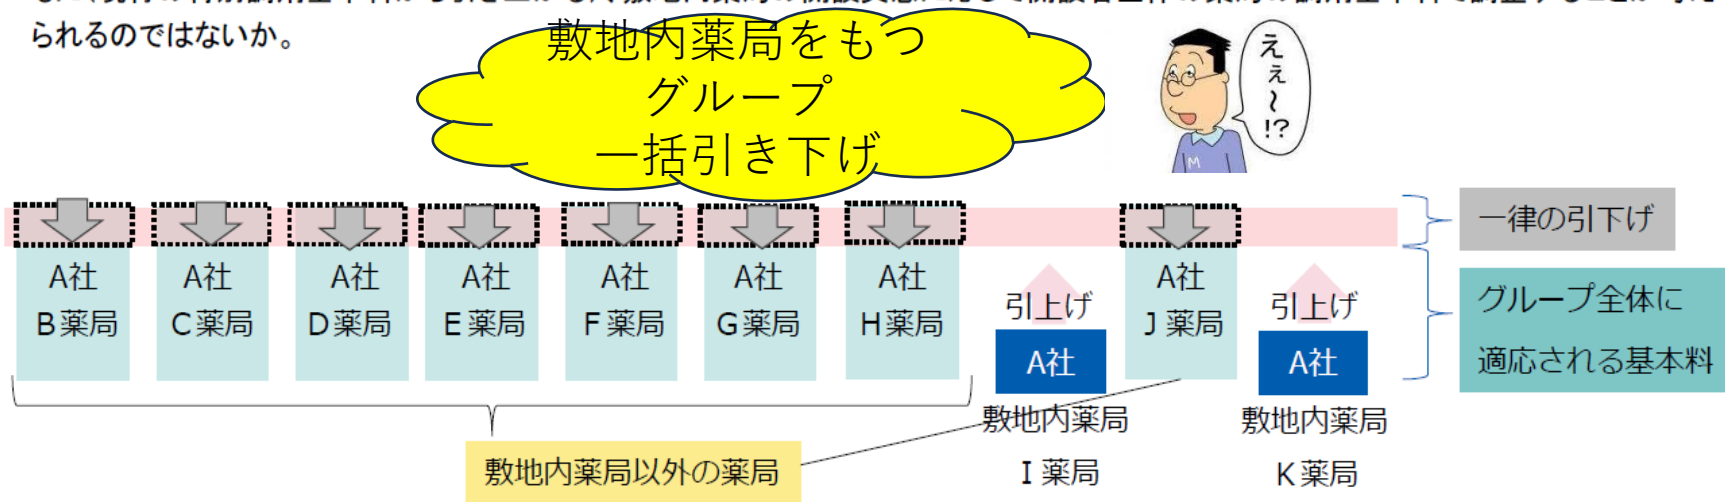 られるのではないか。
敷地内薬局をもつ
グループ
一括引き下げ
ええ～!?
M
一律の引下げ
A社
B薬局
A社
C薬局
A社
D薬局
A社
E薬局
A社
F薬局
A社
G薬局
A社
H薬局
引上げ
A社
敷地内薬局
I薬局
A社
J薬局
引上げ
A社
敷地内薬局
K薬局
グループ全体に
適応される基本料
敷地内薬局以外の薬局